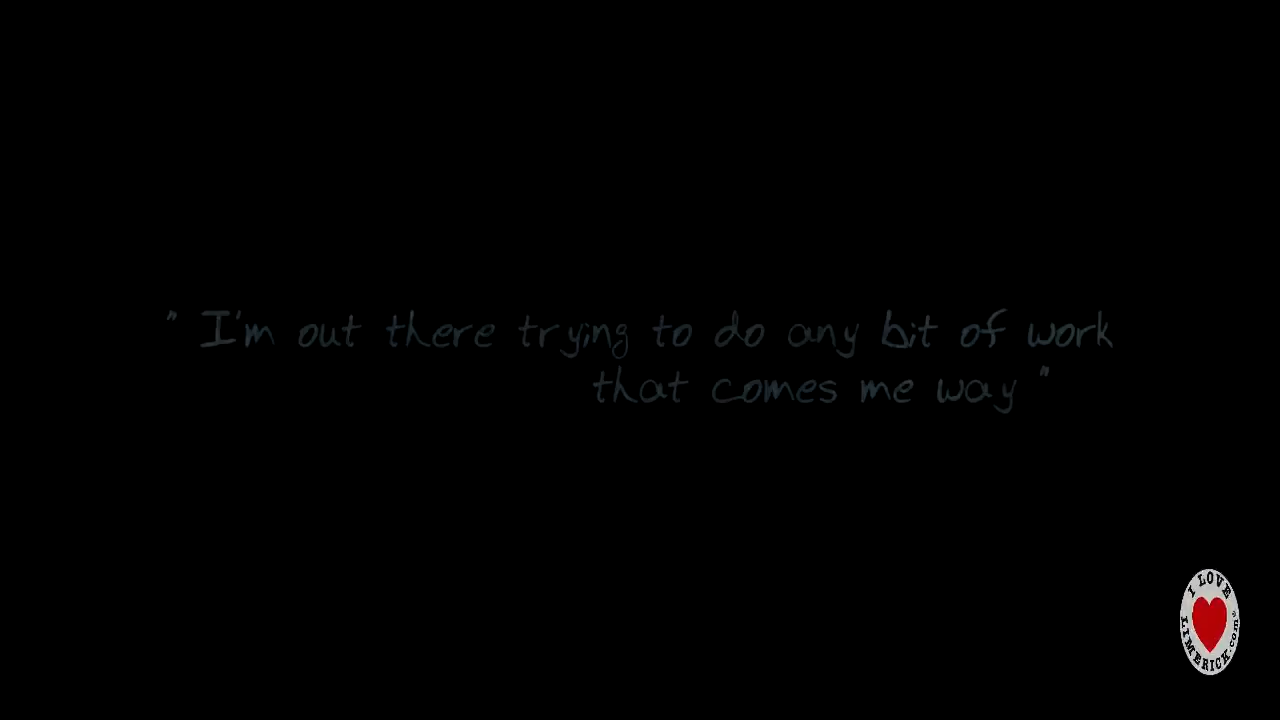 " I'm out there trying to do any bit of work
that comes me way "
I LOVE
LIMERICK.com®